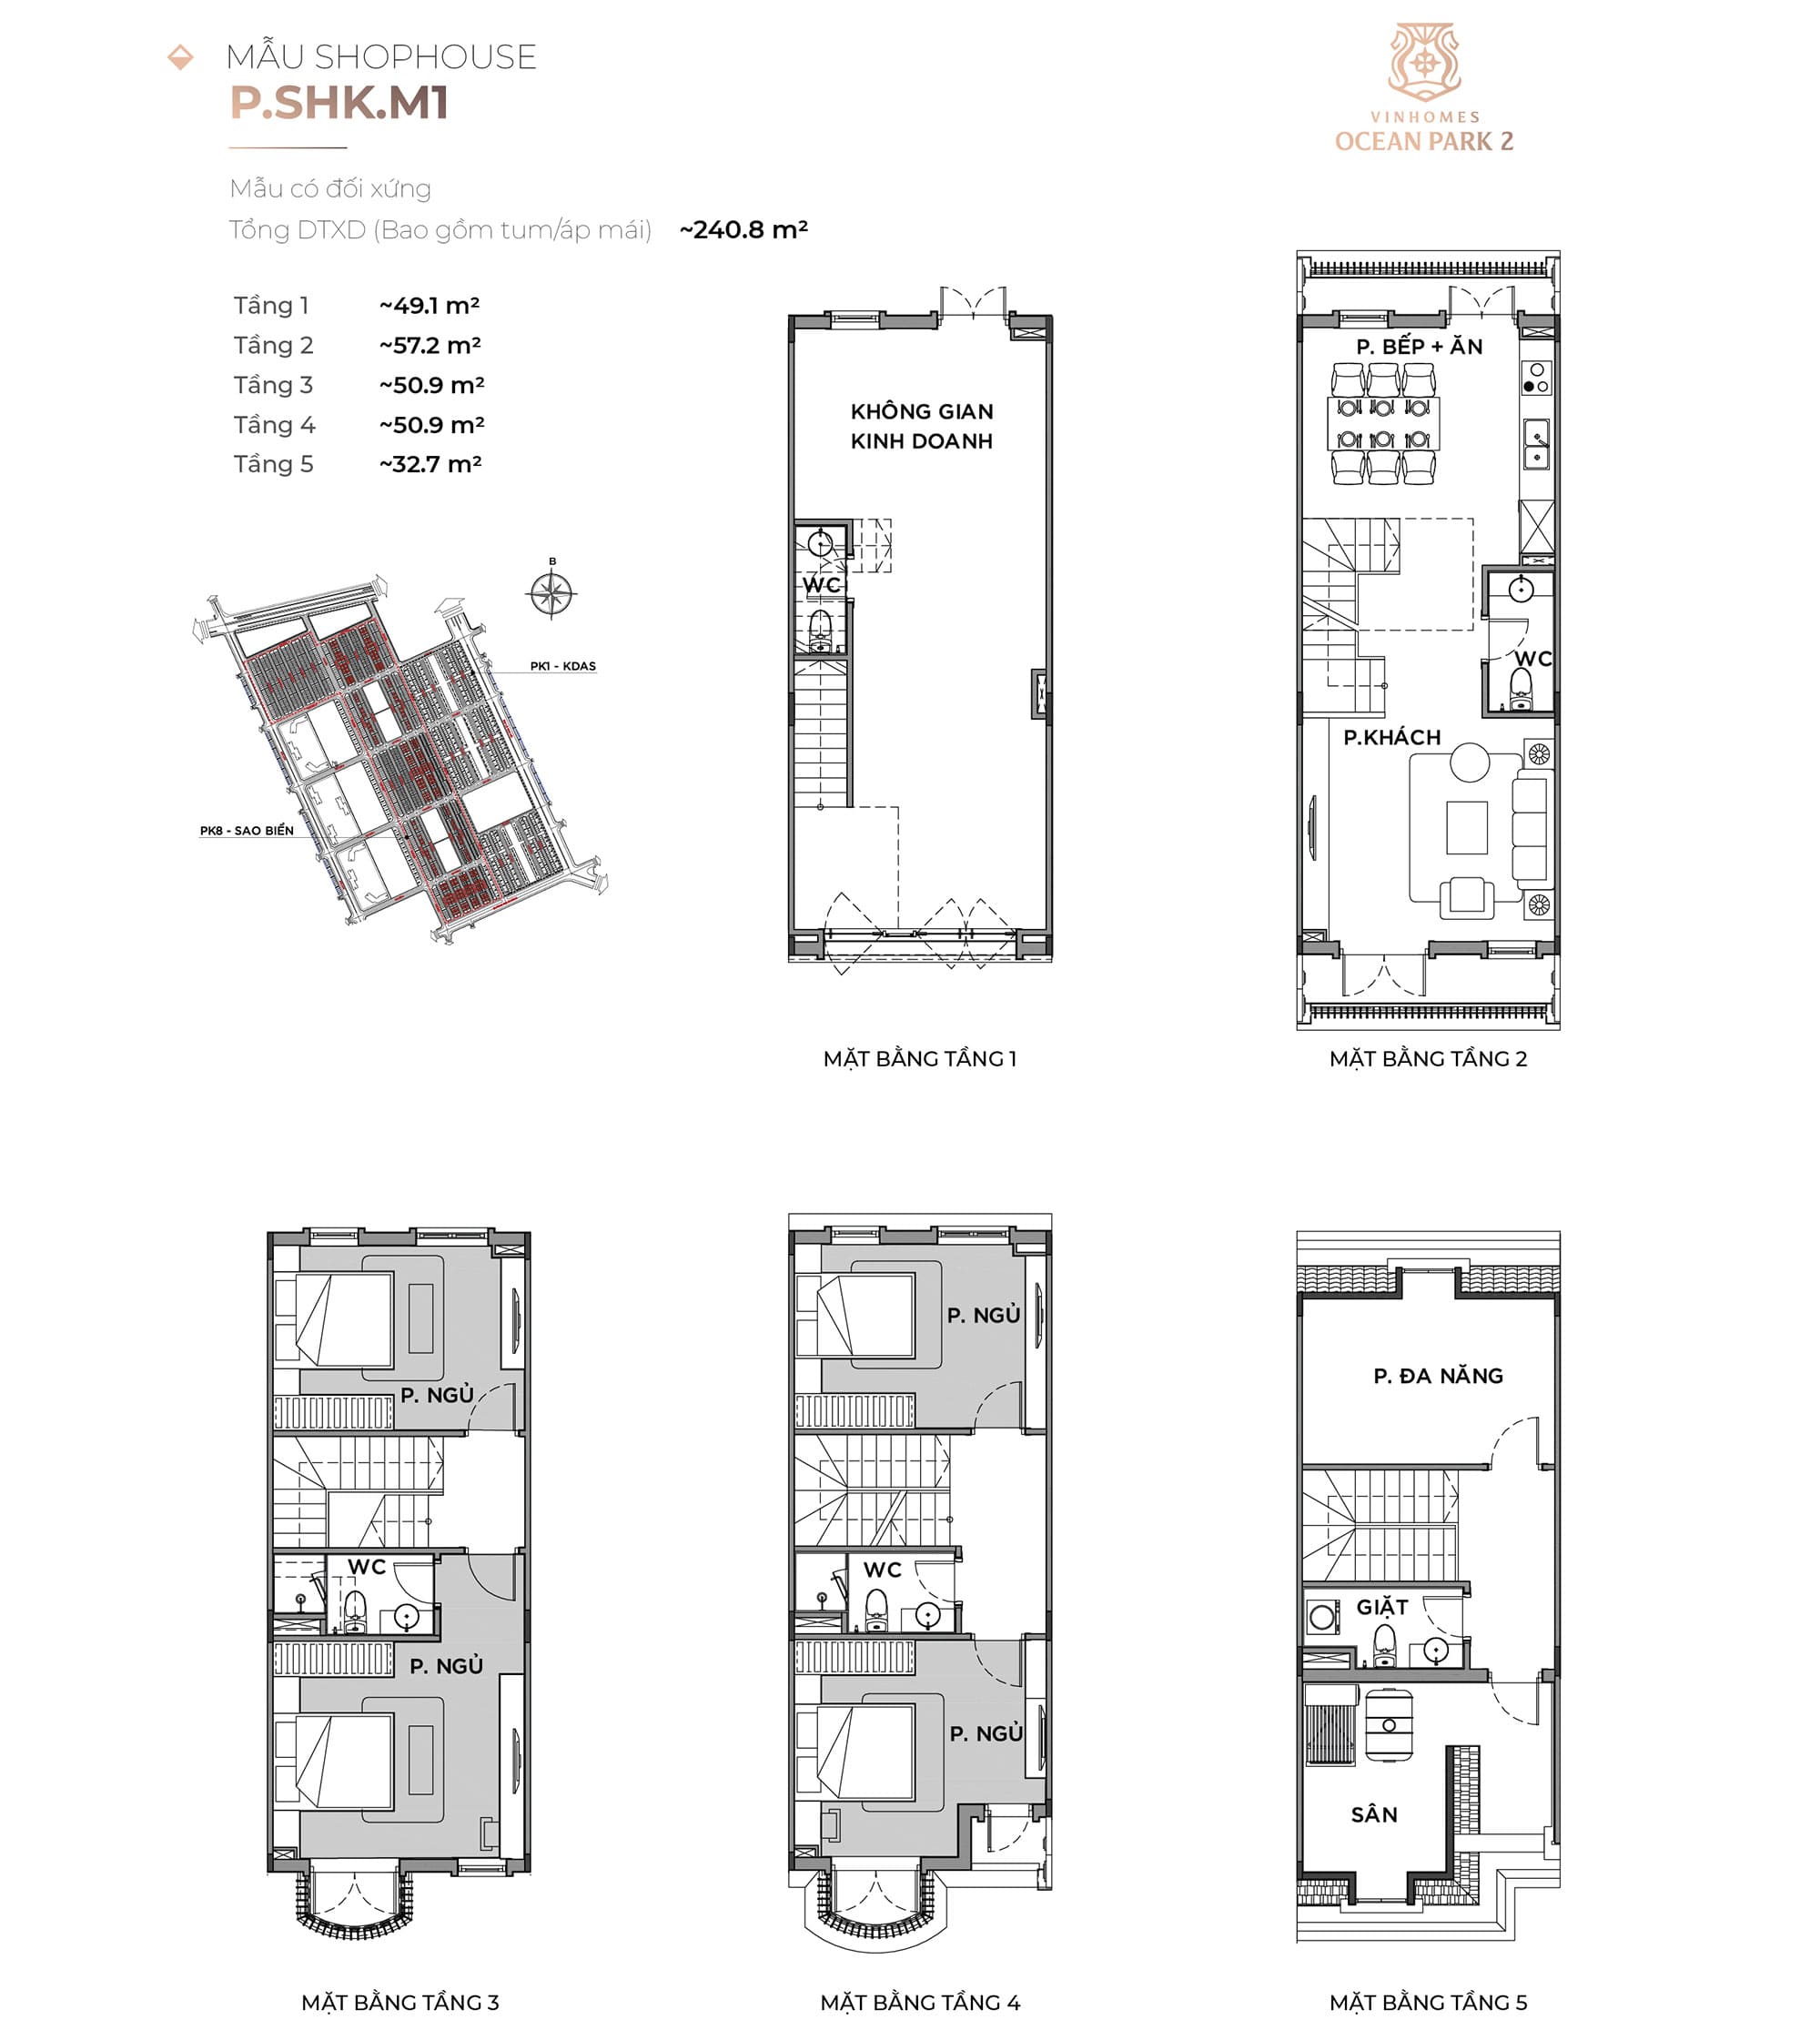 MẪU SHOPHOUSE
P.SHK.M1
VINHOMES
OCEAN PARK 2
Mẫu có đối xứng
Tổng DTXD (Bao gồm tum/áp mái) ~240.8 m²
Tầng 1 ~49.1 m²
Tầng 2 ~57.2 m²
Tầng 3 ~50.9 m²
Tầng 4 ~50.9 m²
Tầng 5 ~32.7 m²
B
PK1 - KDAS
PK8 - SAO BIỂN
KHÔNG GIAN
KINH DOANH
WC
MẶT BẰNG TẦNG 1
P. BẾP + ĂN
WC
P.KHÁCH
MẶT BẰNG TẦNG 2
P. NGỦ
WC
P. NGỦ
MẶT BẰNG TẦNG 3
P. NGỦ
WC
P. NGỦ
MẶT BẰNG TẦNG 4
P. ĐA NĂNG
GIẶT
SÂN
MẶT BẰNG TẦNG 5